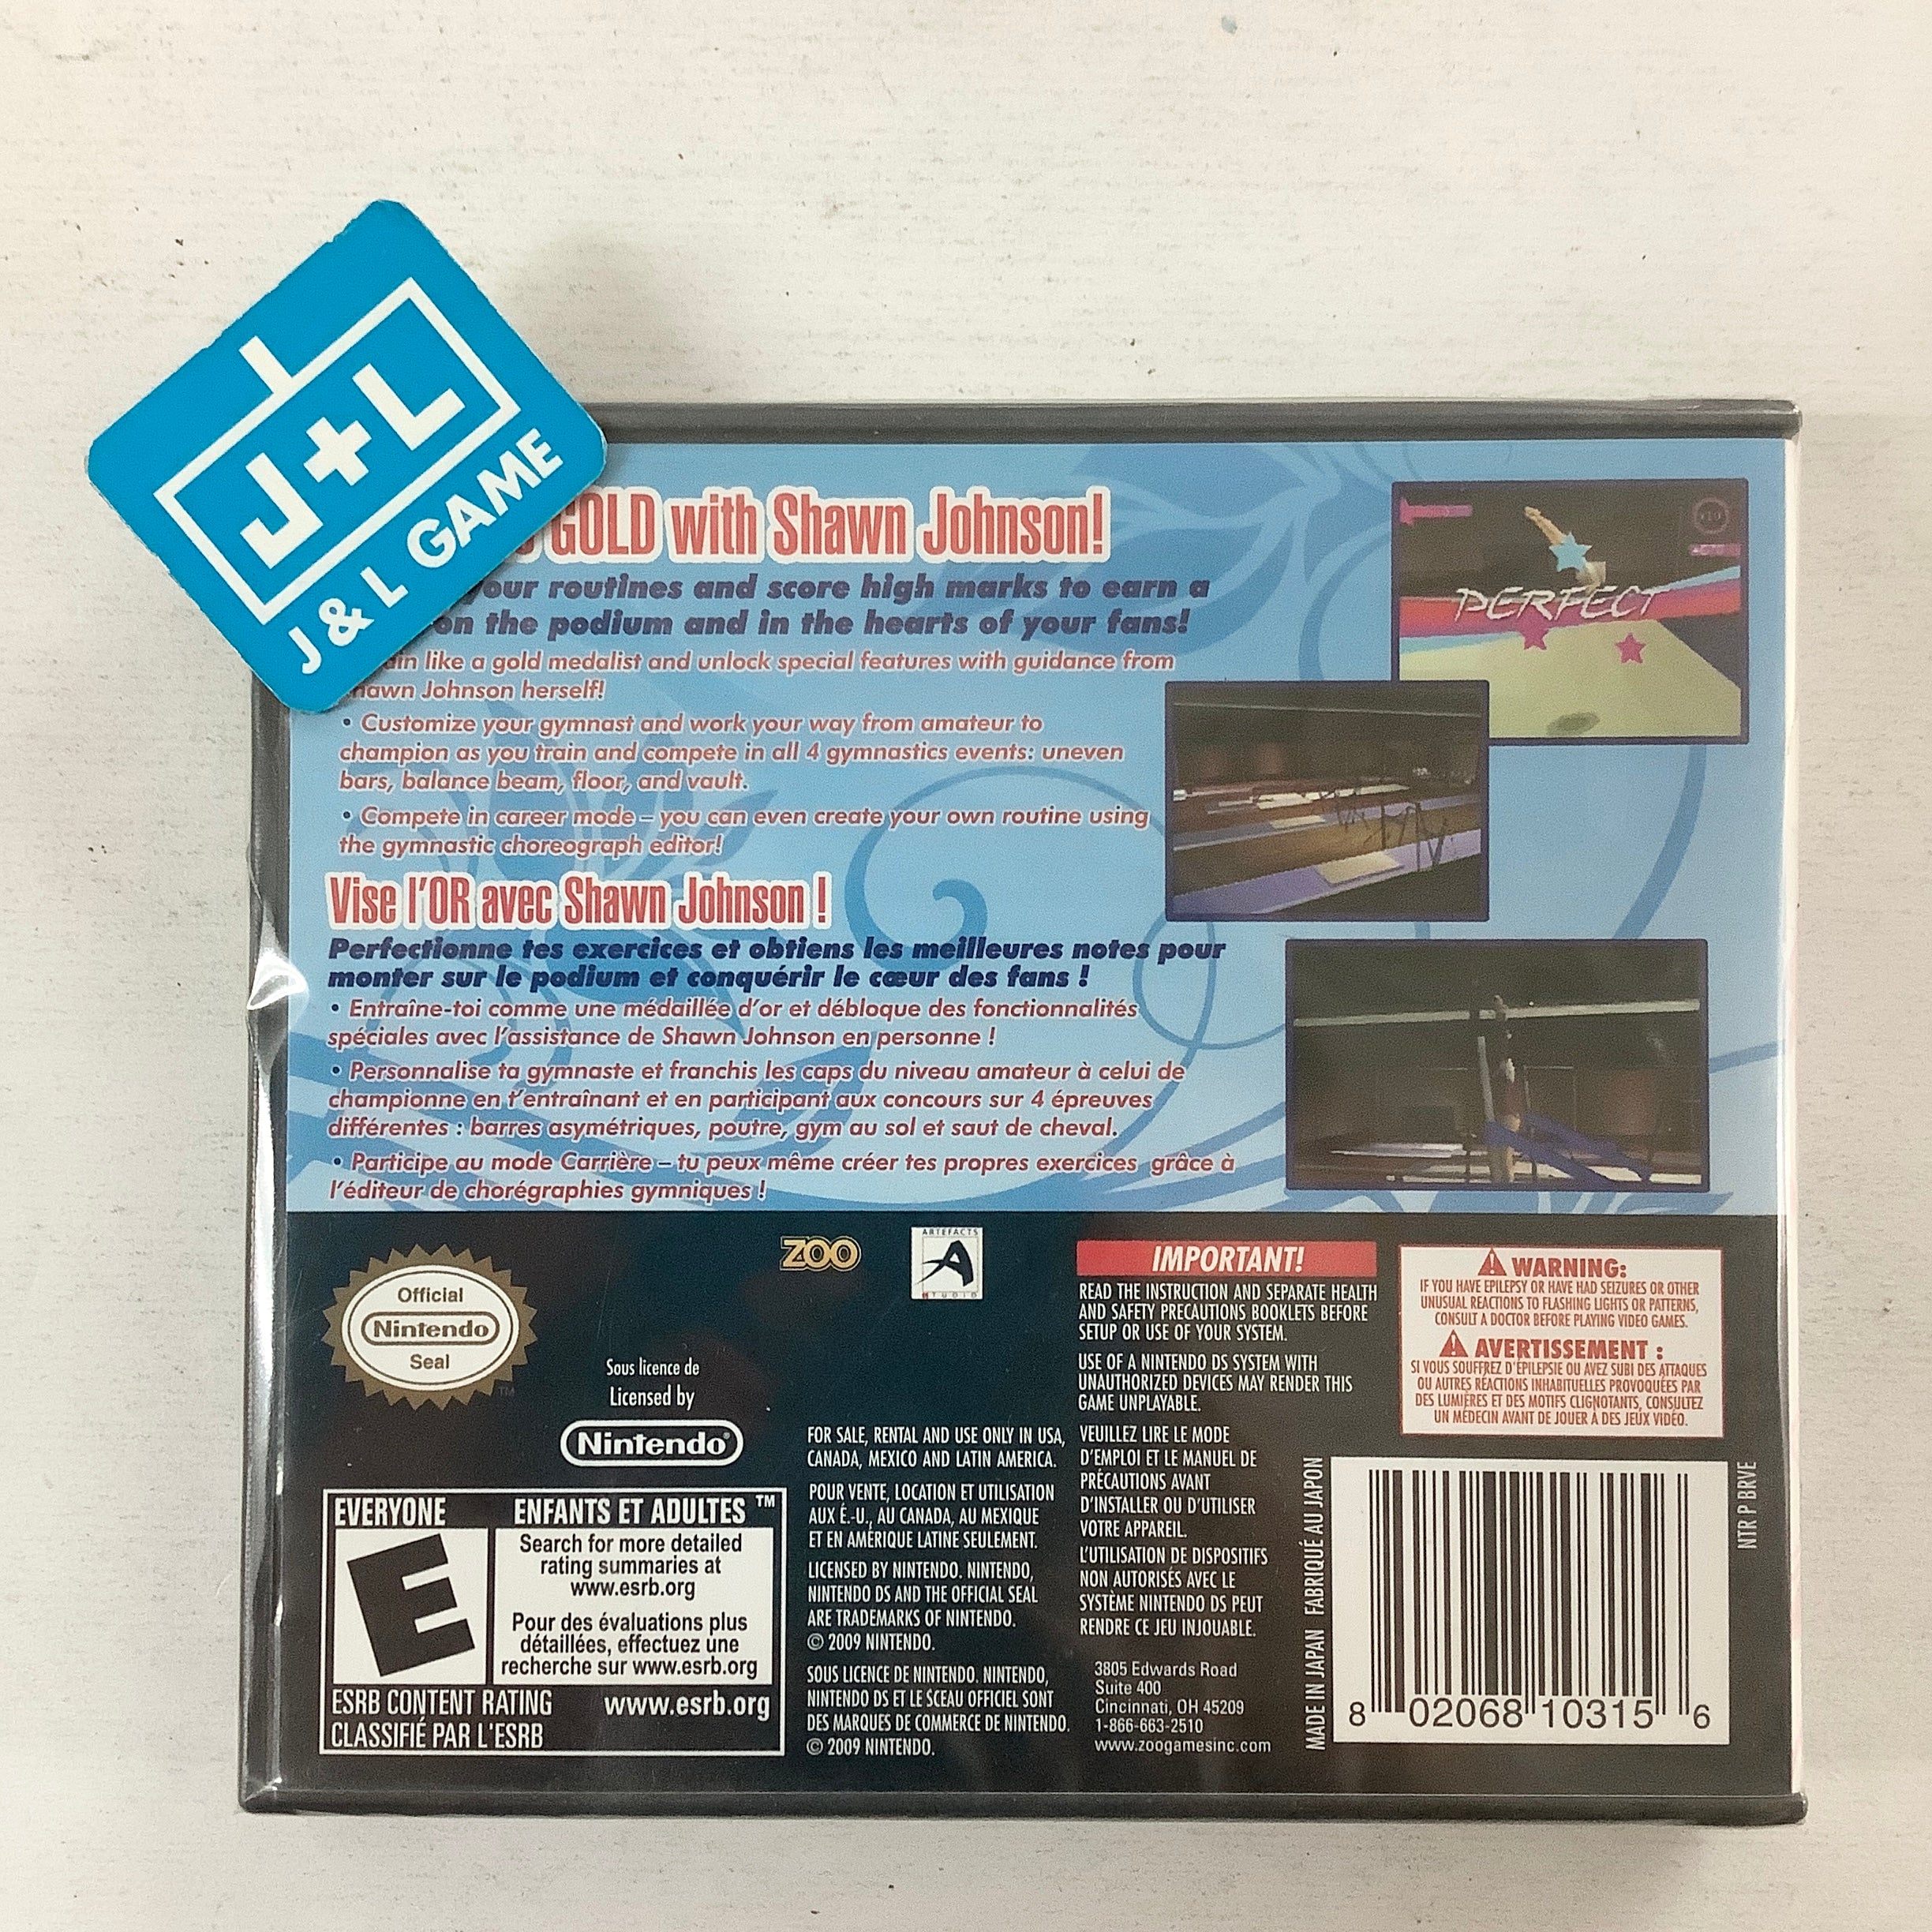 J+L
J & L GAME
GOLD with Shawn Johnson!
your routines and score high marks to earn a
on the podium and in the hearts of your fans!
like a gold medalist and unlock special features with guidance from
Johnson herself!
• Customize your gymnast and work your way from amateur to
champion as you train and compete in all 4 gymnastics events: uneven
bars, balance beam, floor, and vault.
• Compete in career mode – you can even create your own routine using
the gymnastic choreograph editor!
PERFECT
Vise l'OR avec Shawn Johnson !
Perfectionne tes exercices et obtiens les meilleures notes pour
monter sur le podium et conquérir le cœur des fans !
• Entraîne-toi comme une médaillée d'or et débloque des fonctionnalités
spéciales avec l'assistance de Shawn Johnson en personne !
• Personnalise ta gymnaste et franchis les caps du niveau amateur à celui de
championne en t'entraînant et en participant aux concours sur 4 épreuves
différentes : barres asymétriques, poutre, gym au sol et saut de cheval.
• Participe au mode Carrière – tu peux même créer tes propres exercices grâce à
l'éditeur de chorégraphies gymniques !
Official
Nintendo
Seal
TM
Sous licence de
Licensed by
Nintendo®
ZOO
ARTEFACTS
A
STUDIO
EVERYONE
ENFANTS ET ADULTES ™
E
Search for more detailed
rating summaries at
www.esrb.org
Pour des évaluations plus
détaillées, effectuez une
recherche sur www.esrb.org
ESRB CONTENT RATING www.esrb.org
CLASSIFIÉ PAR L'ESRB
FOR SALE, RENTAL AND USE ONLY IN USA,
CANADA, MEXICO AND LATIN AMERICA.
POUR VENTE, LOCATION ET UTILISATION
AUX É.-U., AU CANADA, AU MEXIQUE
ET EN AMÉRIQUE LATINE SEULEMENT.
LICENSED BY NINTENDO. NINTENDO,
NINTENDO DS AND THE OFFICIAL SEAL
ARE TRADEMARKS OF NINTENDO.
© 2009 NINTENDO.
SOUS LICENCE DE NINTENDO. NINTENDO,
NINTENDO DS ET LE SCEAU OFFICIEL SONT
DES MARQUES DE COMMERCE DE NINTENDO.
© 2009 NINTENDO.
IMPORTANT!
READ THE INSTRUCTION AND SEPARATE HEALTH
AND SAFETY PRECAUTIONS BOOKLETS BEFORE
SETUP OR USE OF YOUR SYSTEM.
USE OF A NINTENDO DS SYSTEM WITH
UNAUTHORIZED DEVICES MAY RENDER THIS
GAME UNPLAYABLE.
VEUILLEZ LIRE LE MODE
D'EMPLOI ET LE MANUEL DE
PRÉCAUTIONS AVANT
D'INSTALLER OU D'UTILISER
VOTRE APPAREIL.
L'UTILISATION DE DISPOSITIFS
NON AUTORISÉS AVEC LE
SYSTÈME NINTENDO DS PEUT
RENDRE CE JEU INJOUABLE.
3805 Edwards Road
Suite 400
Cincinnati, OH 45209
1-866-663-2510
www.zoogamesinc.com
WARNING:
IF YOU HAVE EPILEPSY OR HAVE HAD SEIZURES OR OTHER
UNUSUAL REACTIONS TO FLASHING LIGHTS OR PATTERNS,
CONSULT A DOCTOR BEFORE PLAYING VIDEO GAMES.
AVERTISSEMENT :
SI VOUS SOUFFREZ D'ÉPILEPSIE OU AVEZ SUBI DES ATTAQUES
OU AUTRES RÉACTIONS INHABITUELLES PROVOQUÉES PAR
DES LUMIÈRES ET DES MOTIFS CLIGNOTANTS, CONSULTEZ
UN MÉDECIN AVANT DE JOUER À DES JEUX VIDÉO.
MADE IN JAPAN FABRIQUÉ AU JAPON
8 02068 10315 6
NTR P BRVE